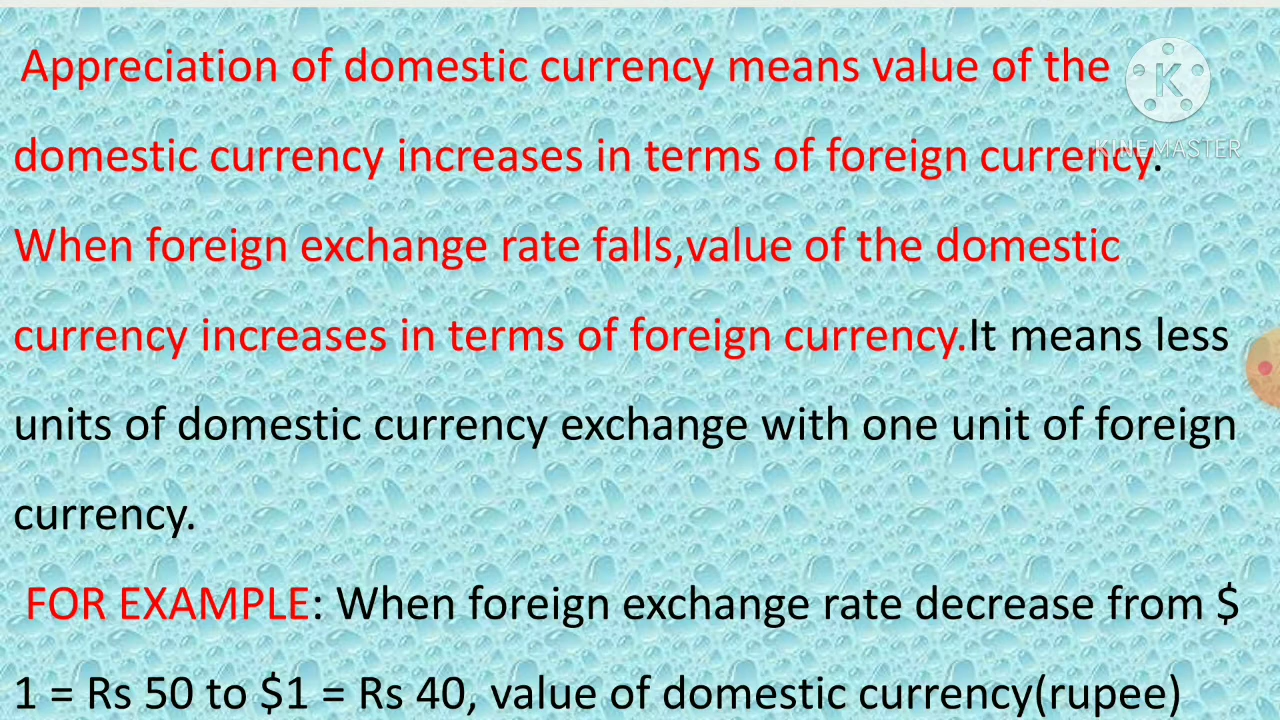 Appreciation of domestic currency means value of the
K
KINEMASTER
domestic currency increases in terms of foreign currency.
When foreign exchange rate falls,value of the domestic
currency increases in terms of foreign currency.It means less
units of domestic currency exchange with one unit of foreign
currency.
FOR EXAMPLE: When foreign exchange rate decrease from $
1 = Rs 50 to $1 = Rs 40, value of domestic currency(rupee)